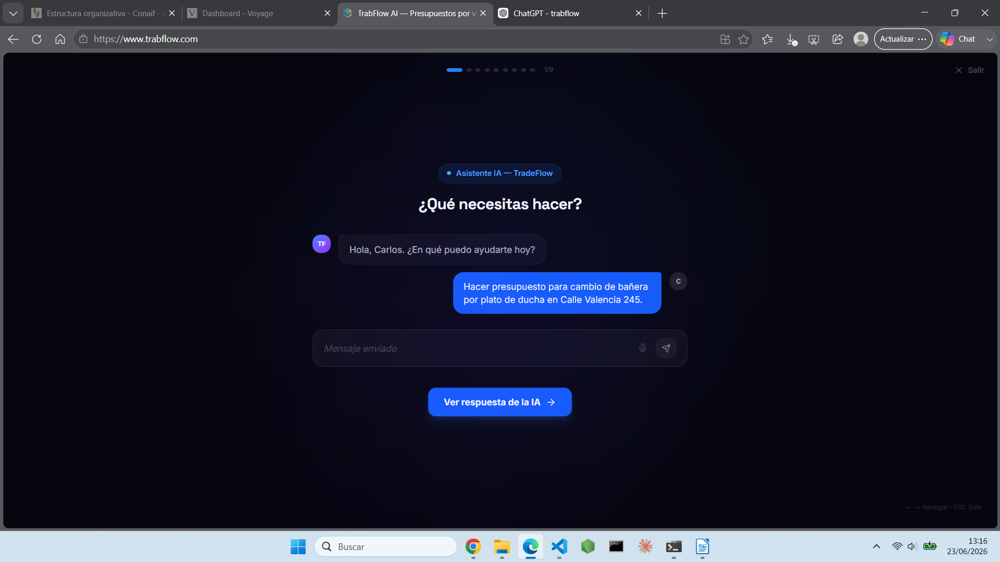 Estructura organizativa - Conaif -
Dashboard - Voyage
TrabFlow AI — Presupuestos por v
ChatGPT - trabflow
https://www.trabflow.com
Actualizar
Chat
1/9
Salir
Asistente IA — TradeFlow
¿Qué necesitas hacer?
TF
Hola, Carlos. ¿En qué puedo ayudarte hoy?
C
Hacer presupuesto para cambio de bañera
por plato de ducha en Calle Valencia 245.
Mensaje enviado
Ver respuesta de la IA →
←→ Navegar · ESC Salir
Buscar
13:16
23/06/2026